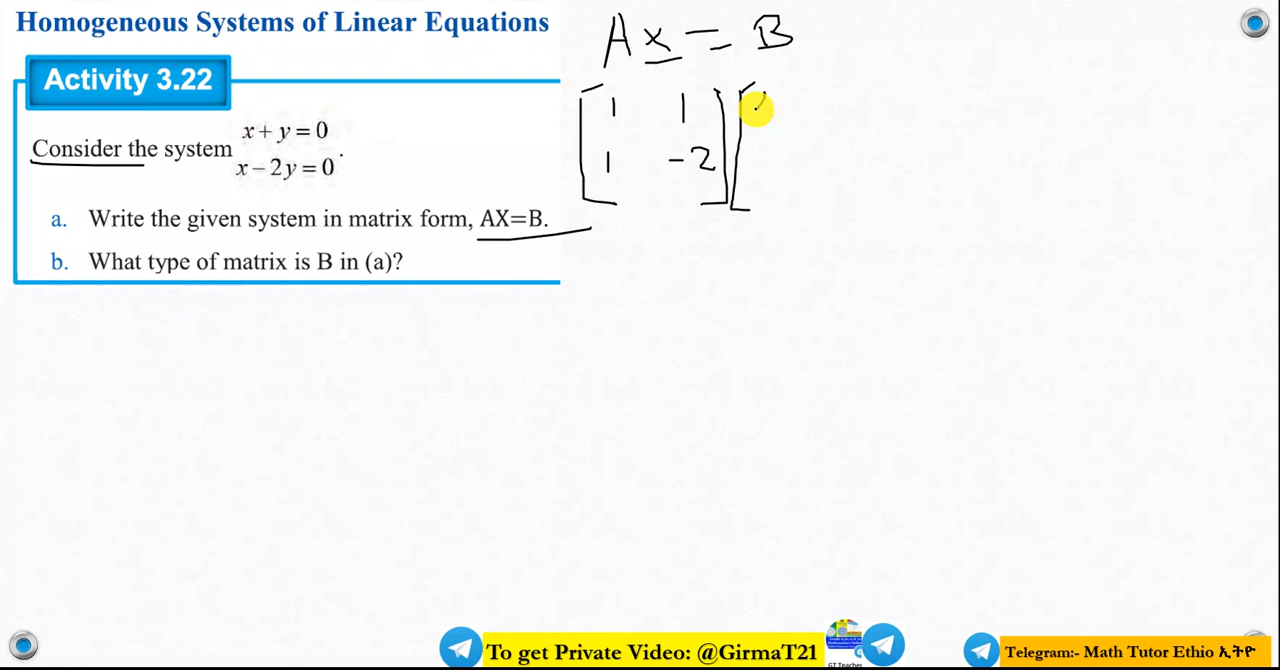 Homogeneous Systems of Linear Equations
Activity 3.22
x + y = 0
Consider the system
x − 2y = 0 .
a. Write the given system in matrix form, AX=B.
b. What type of matrix is B in (a)?
A x = B
1 1
1 -2
To get Private Video: @GirmaT21
GT Teacher
Telegram:- Math Tutor Ethio ኢትዮ